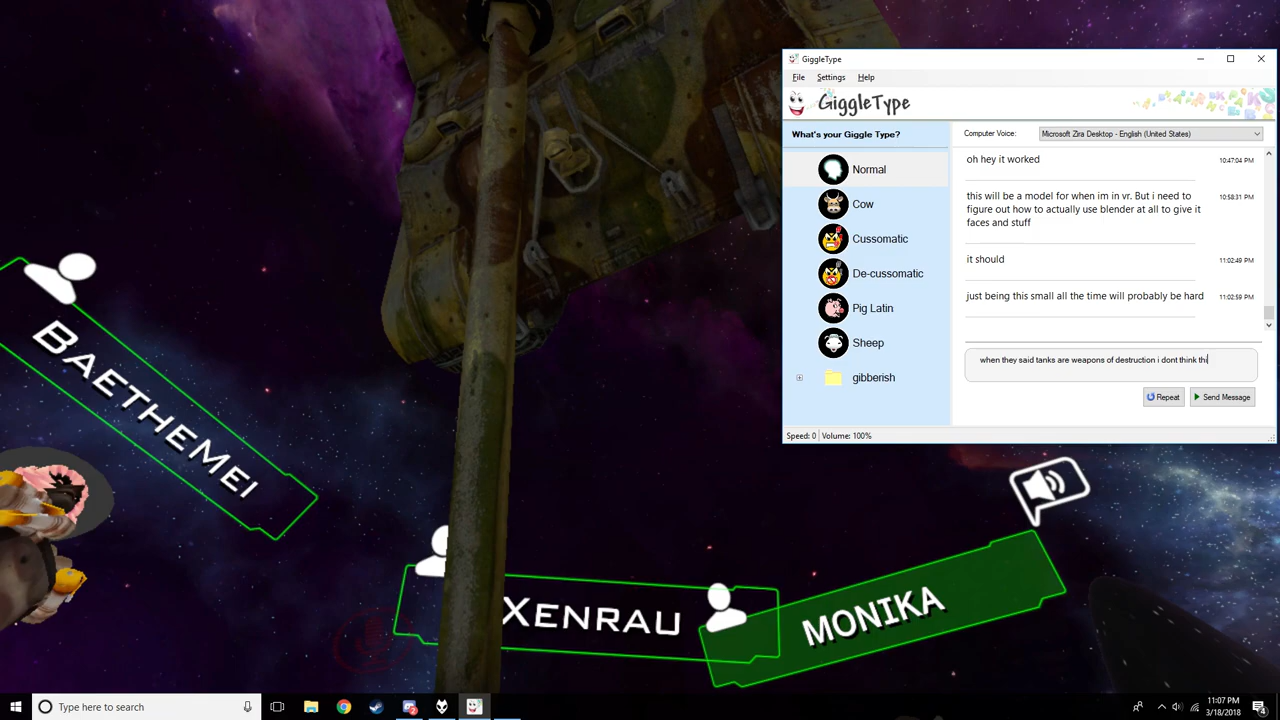 GiggleType
File Settings Help
GiggleType
What's your Giggle Type?
Computer Voice: Microsoft Zira Desktop - English (United States)
Normal
Cow
Cussomatic
De-cussomatic
Pig Latin
Sheep
gibberish
oh hey it worked 10:47:04 PM
this will be a model for when im in vr. But i need to 10:58:31 PM
figure out how to actually use blender at all to give it
faces and stuff
it should 11:02:49 PM
just being this small all the time will probably be hard 11:02:59 PM
when they said tanks are weapons of destruction i dont think thi
Repeat Send Message
Speed: 0 Volume: 100%
BAETHEMEI
XENRAU
MONIKA
Type here to search
11:07 PM
3/18/2018
4